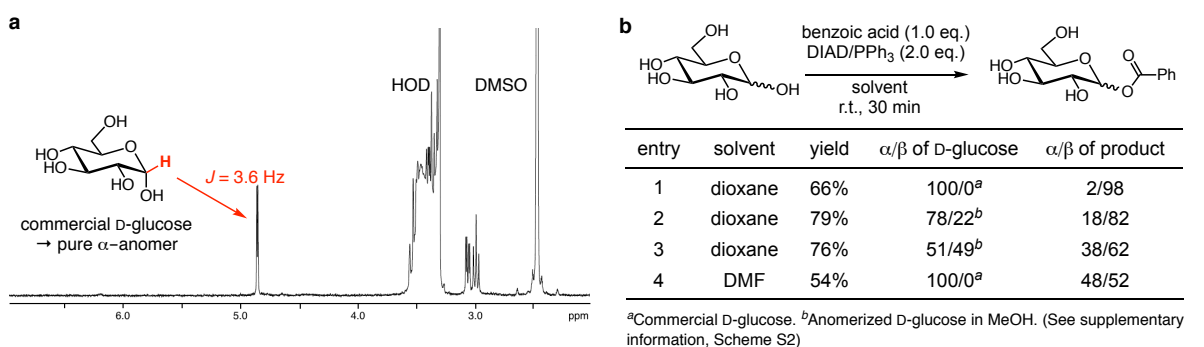 a
HOD
DMSO
OH
HO
HO
O
H
OH
OH
J = 3.6 Hz
commercial D-glucose
→ pure α–anomer
6.0
5.0
4.0
3.0
ppm
b
OH
HO
HO
O
OH
OH
benzoic acid (1.0 eq.)
DIAD/PPh3 (2.0 eq.)
solvent
r.t., 30 min
OH
HO
HO
O
OH
O
O
Ph
entry solvent yield α/β of D-glucose α/β of product
1 dioxane 66% 100/0a 2/98
2 dioxane 79% 78/22b 18/82
3 dioxane 76% 51/49b 38/62
4 DMF 54% 100/0a 48/52
aCommercial D-glucose. bAnomerized D-glucose in MeOH. (See supplementary
information, Scheme S2)